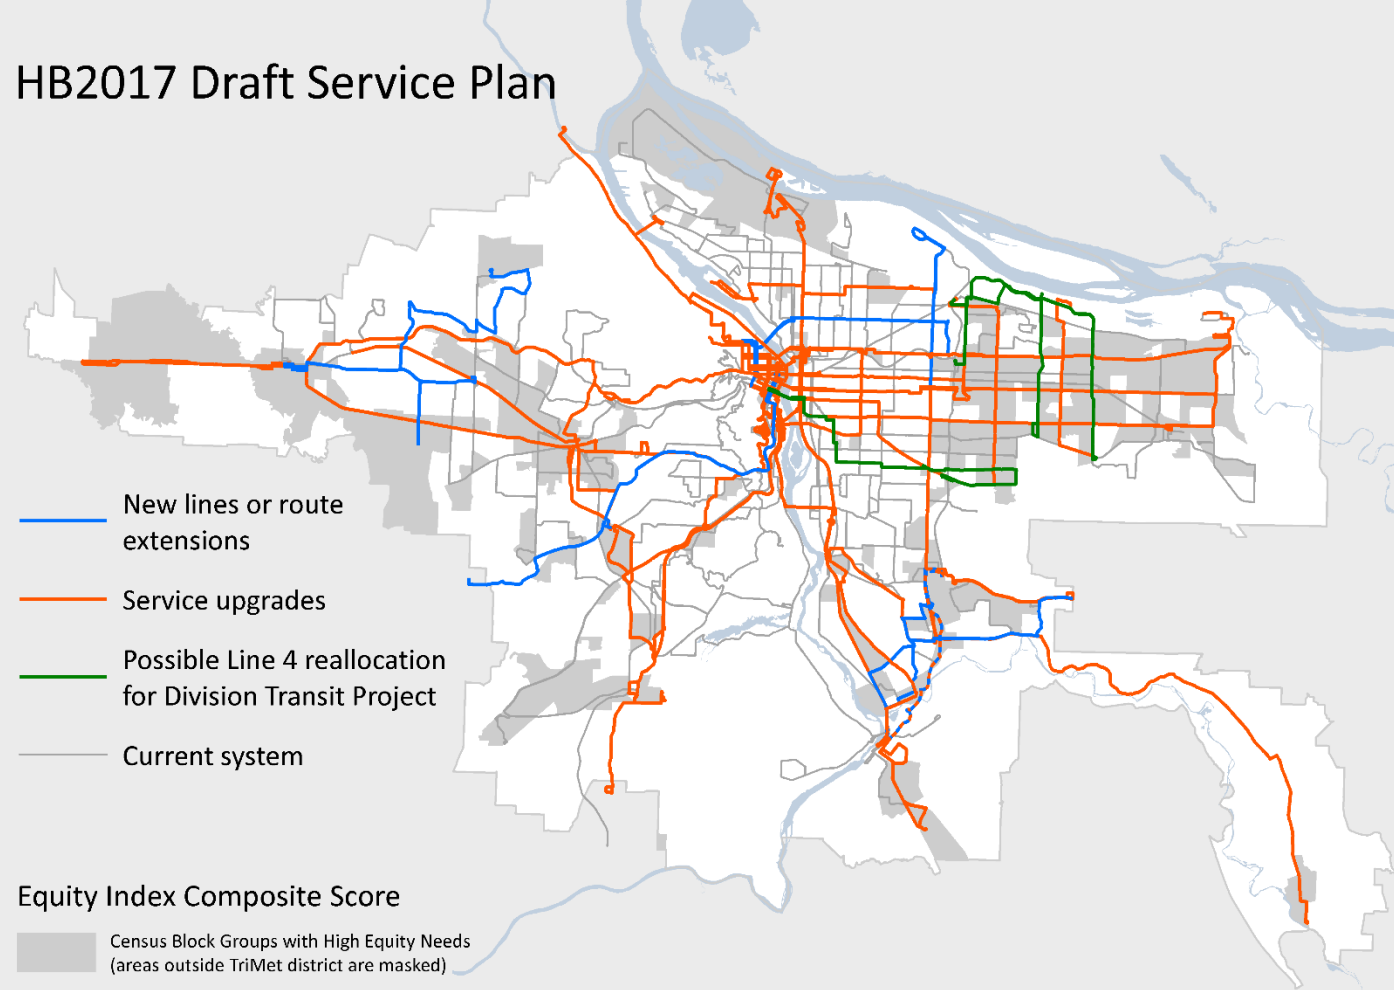 HB2017 Draft Service Plan
New lines or route
extensions
Service upgrades
Possible Line 4 reallocation
for Division Transit Project
Current system
Equity Index Composite Score
Census Block Groups with High Equity Needs
(areas outside TriMet district are masked)